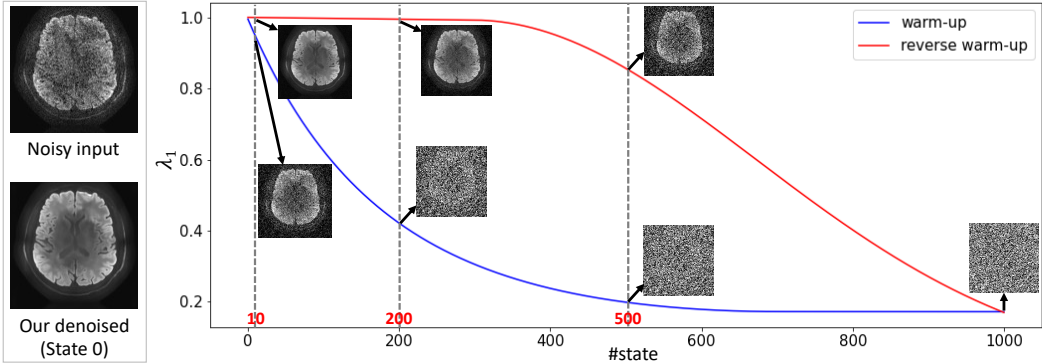 Noisy input
Our denoised
(State 0)
λ1
1.0
0.8
0.6
0.4
0.2
warm-up
reverse warm-up
10
200
500
0
200
400
600
800
1000
#state